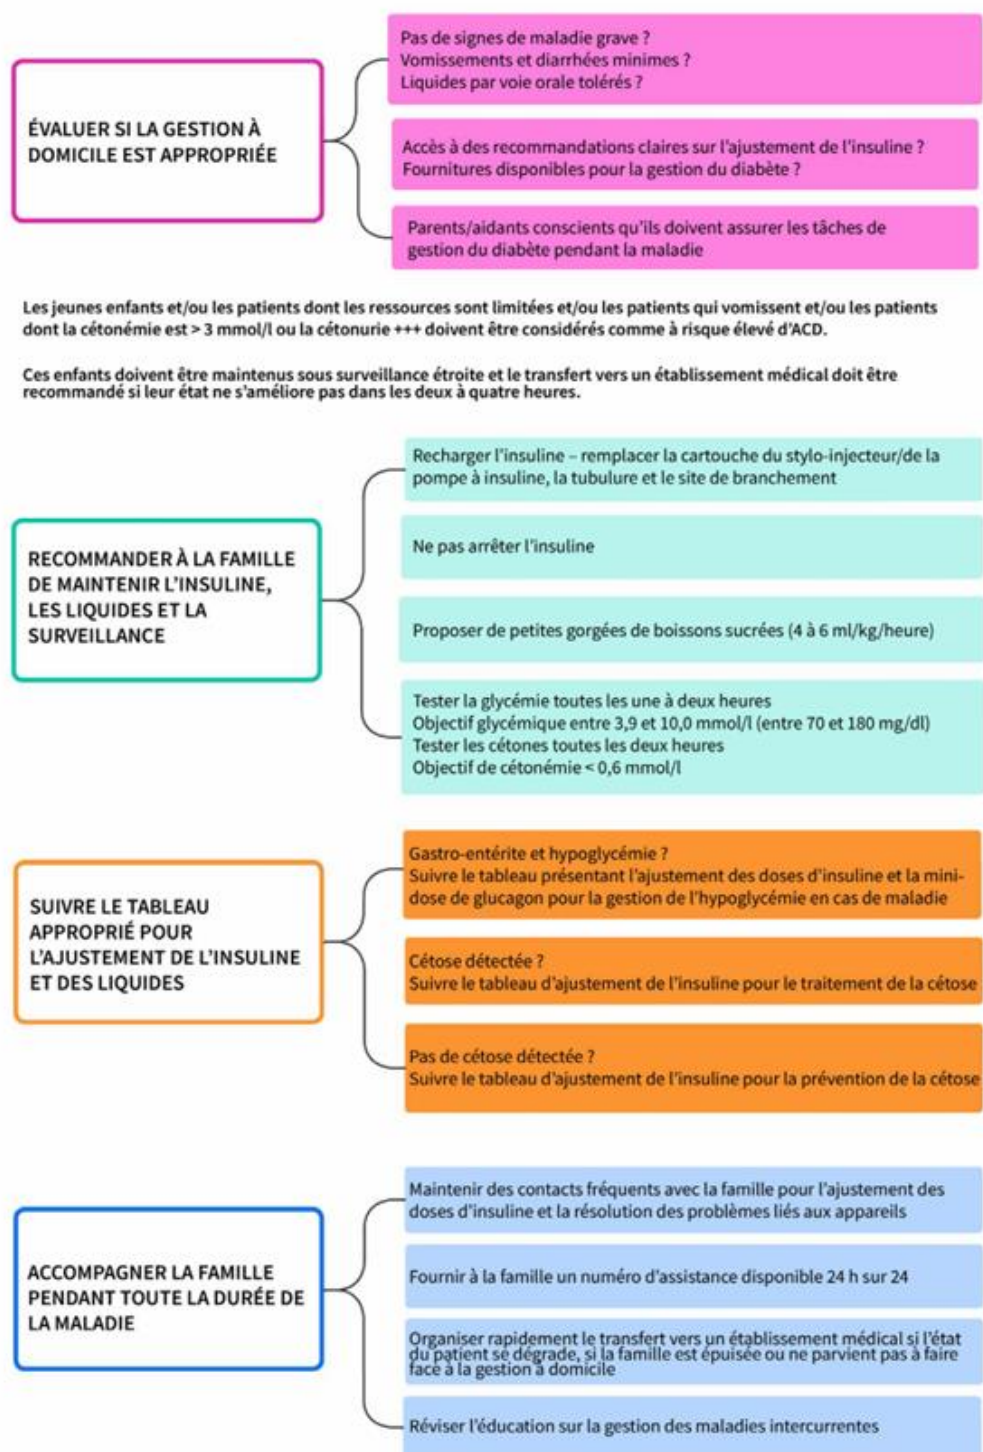 ÉVALUER SI LA GESTION À
DOMICILE EST APPROPRIÉE
Pas de signes de maladie grave ?
Vomissements et diarrhées minimes ?
Liquides par voie orale tolérés ?
Accès à des recommandations claires sur l'ajustement de l'insuline ?
Fournitures disponibles pour la gestion du diabète ?
Parents/aidants conscients qu'ils doivent assurer les tâches de
gestion du diabète pendant la maladie
Les jeunes enfants et/ou les patients dont les ressources sont limitées et/ou les patients qui vomissent et/ou les patients
dont la cétonémie est > 3 mmol/l ou la cétonurie +++ doivent être considérés comme à risque élevé d'ACD.
Ces enfants doivent être maintenus sous surveillance étroite et le transfert vers un établissement médical doit être
recommandé si leur état ne s'améliore pas dans les deux à quatre heures.
RECOMMANDER À LA FAMILLE
DE MAINTENIR L'INSULINE,
LES LIQUIDES ET LA
SURVEILLANCE
Recharger l'insuline – remplacer la cartouche du stylo-injecteur/de la
pompe à insuline, la tubulure et le site de branchement
Ne pas arrêter l'insuline
Proposer de petites gorgées de boissons sucrées (4 à 6 ml/kg/heure)
Tester la glycémie toutes les une à deux heures
Objectif glycémique entre 3,9 et 10,0 mmol/l (entre 70 et 180 mg/dl)
Tester les cétones toutes les deux heures
Objectif de cétonémie < 0,6 mmol/l
SUIVRE LE TABLEAU
APPROPRIÉ POUR
L'AJUSTEMENT DE L'INSULINE
ET DES LIQUIDES
Gastro-entérite et hypoglycémie ?
Suivre le tableau présentant l'ajustement des doses d'insuline et la mini-
dose de glucagon pour la gestion de l'hypoglycémie en cas de maladie
Cétose détectée ?
Suivre le tableau d'ajustement de l'insuline pour le traitement de la cétose
Pas de cétose détectée ?
Suivre le tableau d'ajustement de l'insuline pour la prévention de la cétose
ACCOMPAGNER LA FAMILLE
PENDANT TOUTE LA DURÉE DE
LA MALADIE
Maintenir des contacts fréquents avec la famille pour l'ajustement des
doses d'insuline et la résolution des problèmes liés aux appareils
Fournir à la famille un numéro d'assistance disponible 24 h sur 24
Organiser rapidement le transfert vers un établissement médical si l'état
du patient se dégrade, si la famille est épuisée ou ne parvient pas à faire
face à la gestion à domicile
Réviser l'éducation sur la gestion des maladies intercurrentes